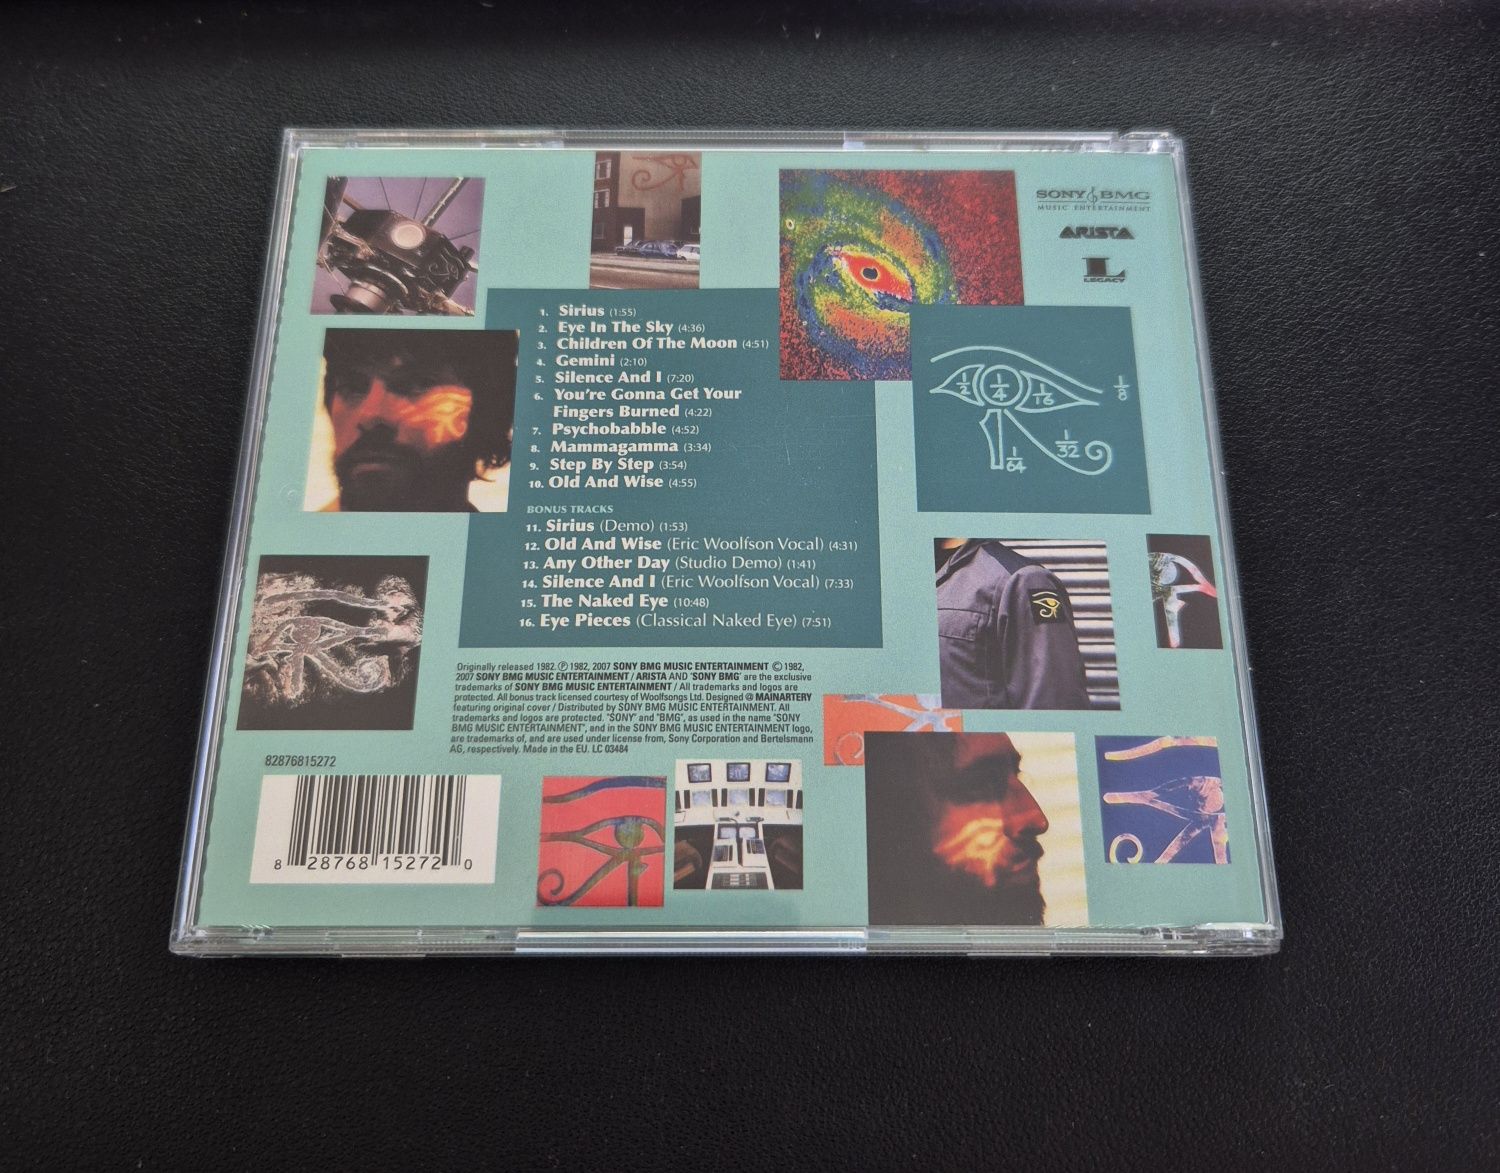 SONY BMG
MUSIC ENTERTAINMENT
ARISTA
L
LEGACY
1. Sirius (1:55)
2. Eye In The Sky (4:36)
3. Children Of The Moon (4:51)
4. Gemini (2:10)
5. Silence And I (7:20)
6. You're Gonna Get Your
Fingers Burned (4:22)
7. Psychobabble (4:52)
8. Mammagamma (3:34)
9. Step By Step (3:54)
10. Old And Wise (4:55)
BONUS TRACKS
11. Sirius (Demo) (1:53)
12. Old And Wise (Eric Woolfson Vocal) (4:31)
13. Any Other Day (Studio Demo) (1:41)
14. Silence And I (Eric Woolfson Vocal) (7:33)
15. The Naked Eye (10:48)
16. Eye Pieces (Classical Naked Eye) (7:51)
1/2 1/4 1/16 1/8
1/64 1/32
Originally released 1982. ℗ 1982, 2007 SONY BMG MUSIC ENTERTAINMENT © 1982,
2007 SONY BMG MUSIC ENTERTAINMENT / ARISTA AND 'SONY BMG' are the exclusive
trademarks of SONY BMG MUSIC ENTERTAINMENT / All trademarks and logos are
protected. All bonus track licensed courtesy of Woolfsongs Ltd. Designed @ MAINARTERY
featuring original cover / Distributed by SONY BMG MUSIC ENTERTAINMENT. All
trademarks and logos are protected. "SONY" and "BMG", as used in the name "SONY
BMG MUSIC ENTERTAINMENT", and in the SONY BMG MUSIC ENTERTAINMENT logo,
are trademarks of, and are used under license from, Sony Corporation and Bertelsmann
AG, respectively. Made in the EU. LC 03484
82876815272
8 28768 15272 0